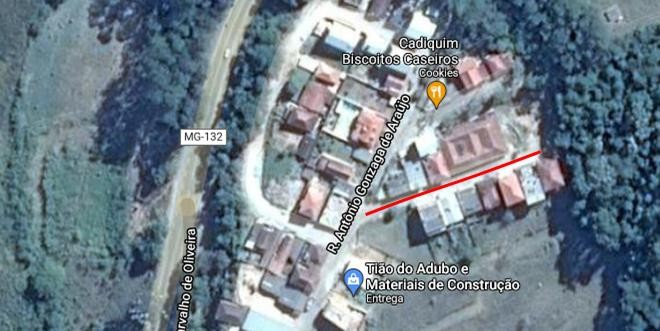 Cadiquim
Biscoitos Caseiros
Cookies
MG-132
R. Antônio Gonzaga de Araújo
arvalho de Oliveira
Tião do Adubo e
Materiais de Construção
Entrega